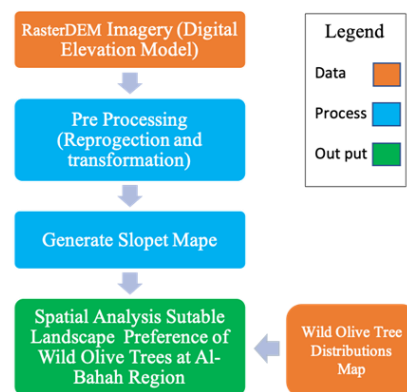 RasterDEM Imagery (Digital
Elevation Model)
Pre Processing
(Reprogection and
transformation)
Generate Slopet Mape
Spatial Analysis Sutable
Landscape Preference of
Wild Olive Trees at Al-
Bahah Region
Wild Olive Tree
Distributions
Map
Legend
Data
Process
Out put